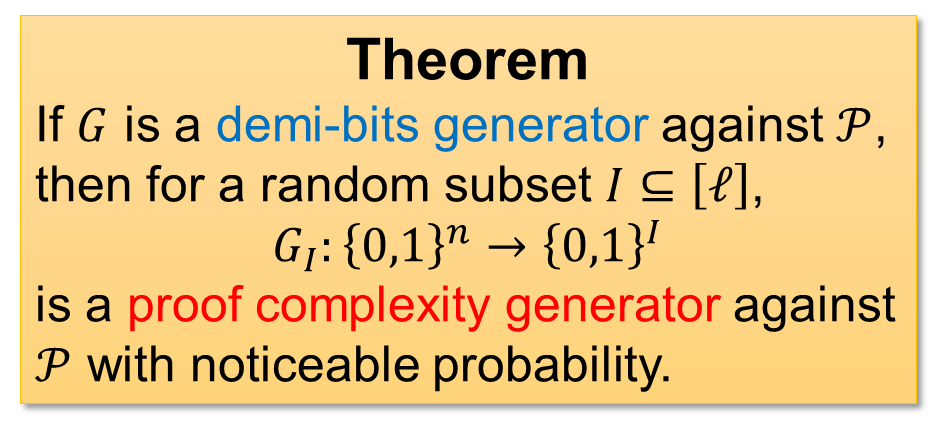 Theorem
If 𝐺 is a demi-bits generator against 𝒫,
then for a random subset 𝐼 ⊆ [ℓ],
𝐺_𝐼: {0,1}^𝑛 → {0,1}^𝐼
is a proof complexity generator against
𝒫 with noticeable probability.